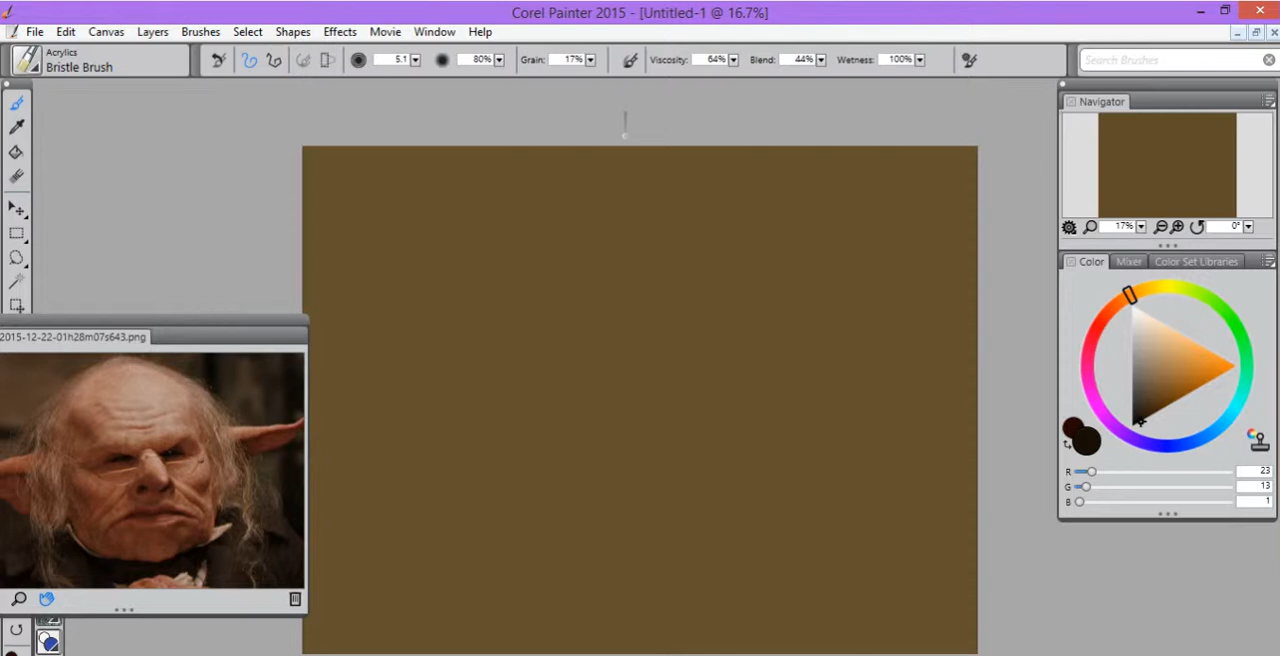 Corel Painter 2015 - [Untitled-1 @ 16.7%]
File Edit Canvas Layers Brushes Select Shapes Effects Movie Window Help
Acrylics
Bristle Brush
5.1 80% Grain: 17% Viscosity: 64% Blend: 44% Wetness: 100%
Search Brushes
Navigator
17% 0°
Color Mixer Color Set Libraries
R 23
G 13
B 1
2015-12-22-01h28m07s643.png